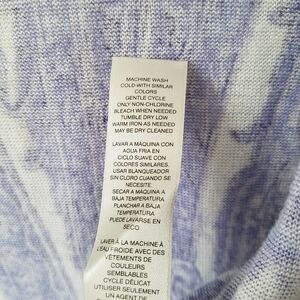 MACHINE WASH
COLD WITH SIMILAR
COLORS
GENTLE CYCLE
ONLY NON-CHLORINE
BLEACH WHEN NEEDED
TUMBLE DRY LOW
WARM IRON AS NEEDED
MAY BE DRY CLEANED
LAVAR A MAQUINA CON
AGUA FRIA EN
CICLO SUAVE CON
COLORES SIMILARES.
USAR BLANQUEADOR
SIN CLORO CUANDO SE
NECESITE
SECAR A MAQUINA A
BAJA TEMPERATURA
PLANCHAR A BAJA
TEMPERATURA
PUEDE LAVARSE EN
SECO
LAVER À LA MACHINE À
L'EAU FROIDE AVEC DES
VÊTEMENTS DE
COULEURS
SEMBLABLES
CYCLE DÉLICAT
UTILISER SEULEMENT
UN AGENT DE